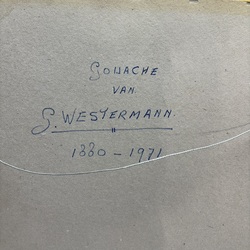 GOUACHE
VAN
G. WESTERMANN
1880 - 1971